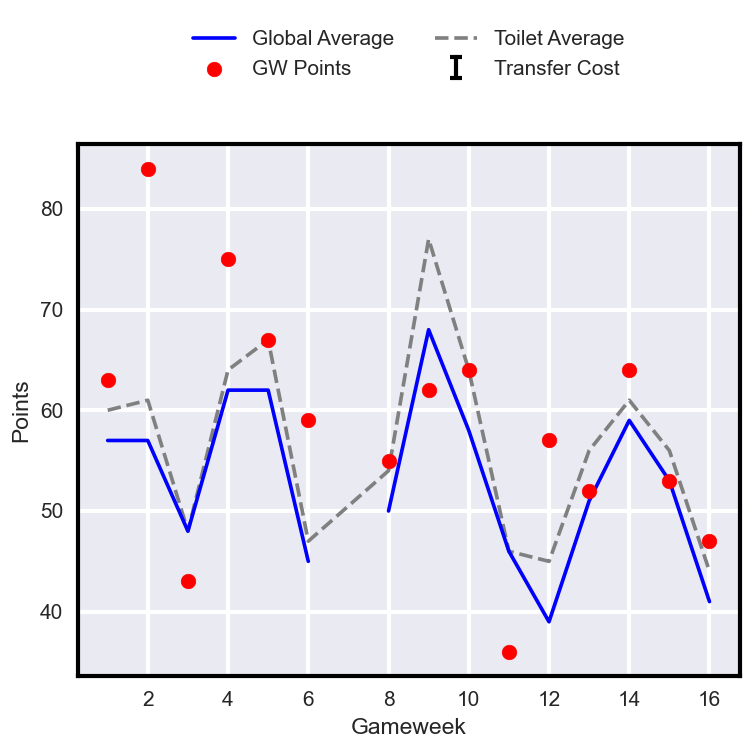 Global Average
GW Points
Toilet Average
Transfer Cost
Points
80
70
60
50
40
2 4 6 8 10 12 14 16
Gameweek